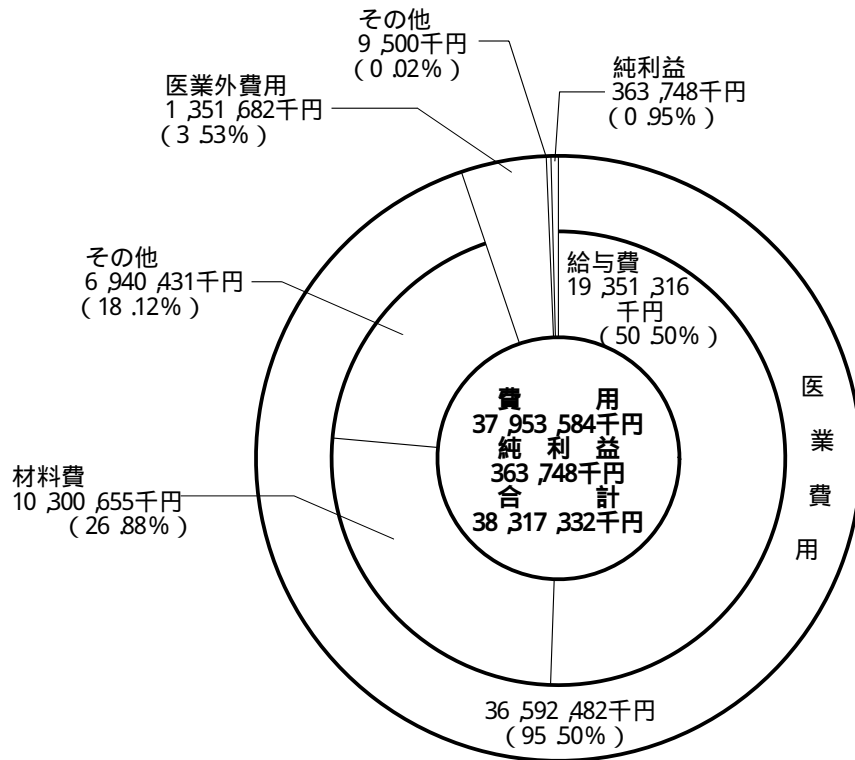 その他
9,500千円
(0.02%)
純利益
363,748千円
(0.95%)
医業外費用
1,351,682千円
(3.53%)
その他
6,940,431千円
(18.12%)
給与費
19,351,316
千円
(50.50%)
費用
37,953,584千円
純利益
363,748千円
合計
38,317,332千円
医業費用
材料費
10,300,655千円
(26.88%)
36,592,482千円
(95.50%)